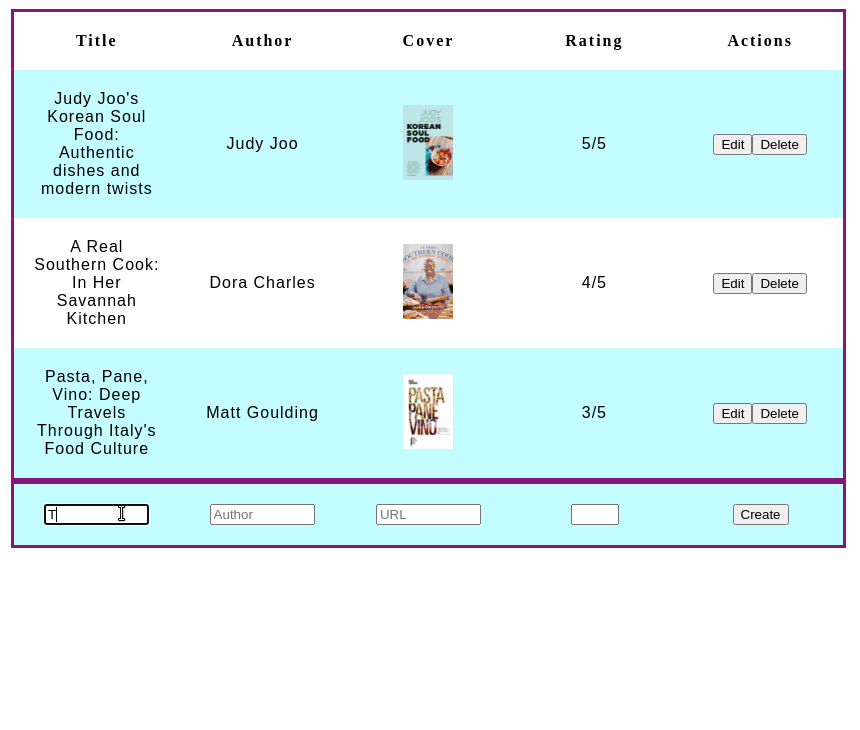 Title Author Cover Rating Actions
Judy Joo's
Korean Soul
Food:
Authentic
dishes and
modern twists
Judy Joo
JUDY
JOO'S
KOREAN
SOUL
FOOD
5/5
Edit Delete
A Real
Southern Cook:
In Her
Savannah
Kitchen
Dora Charles
4/5
Edit Delete
Pasta, Pane,
Vino: Deep
Travels
Through Italy's
Food Culture
Matt Goulding
PASTA
PANE
VINO
3/5
Edit Delete
T Author URL Create